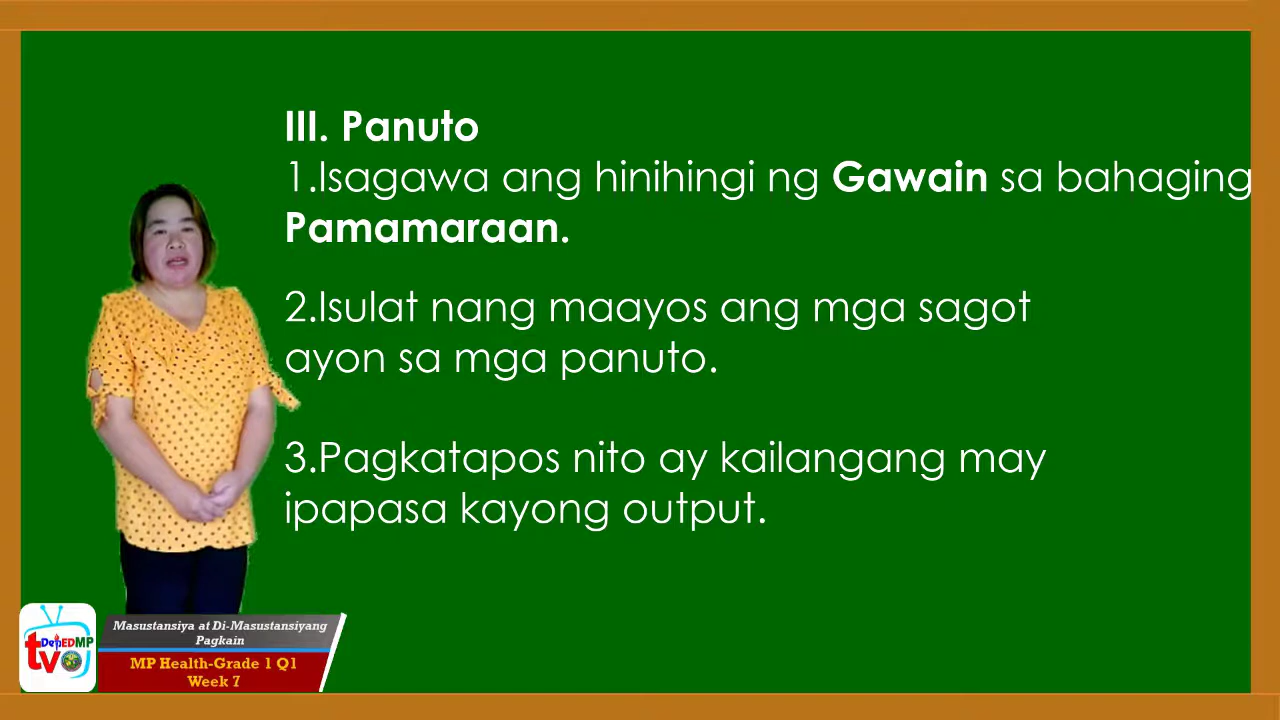 III. Panuto
1.Isagawa ang hinihingi ng Gawain sa bahaging
Pamamaraan.
2.Isulat nang maayos ang mga sagot
ayon sa mga panuto.
3.Pagkatapos nito ay kailangang may
ipapasa kayong output.
DepEDMP
tv
Masustansiya at Di-Masustansiyang
Pagkain
MP Health-Grade 1 Q1
Week 7